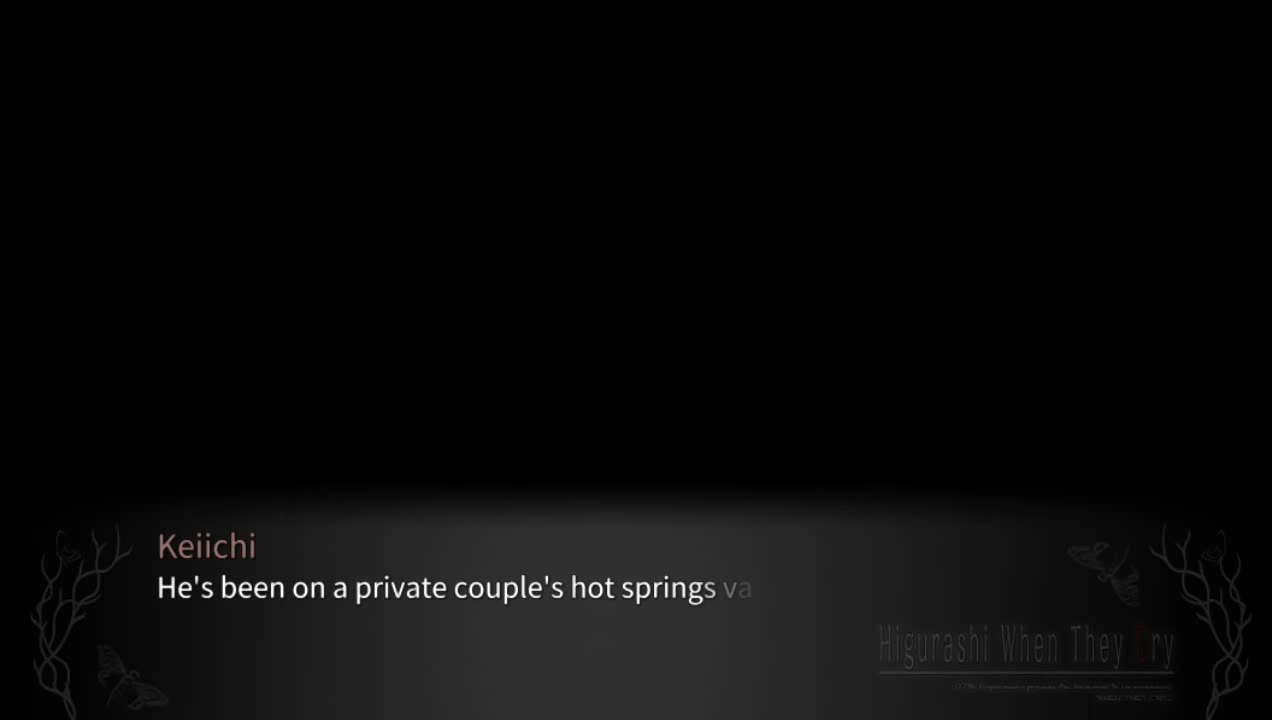 Keiichi
He's been on a private couple's hot springs va
Higurashi When They Cry